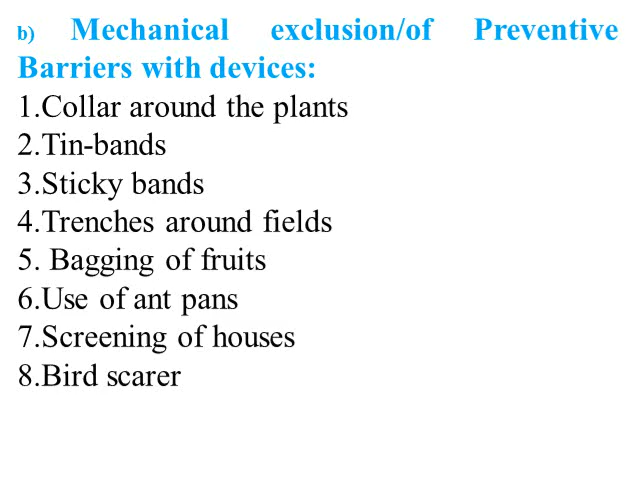 b) Mechanical exclusion/of Preventive
Barriers with devices:
1.Collar around the plants
2.Tin-bands
3.Sticky bands
4.Trenches around fields
5. Bagging of fruits
6.Use of ant pans
7.Screening of houses
8.Bird scarer